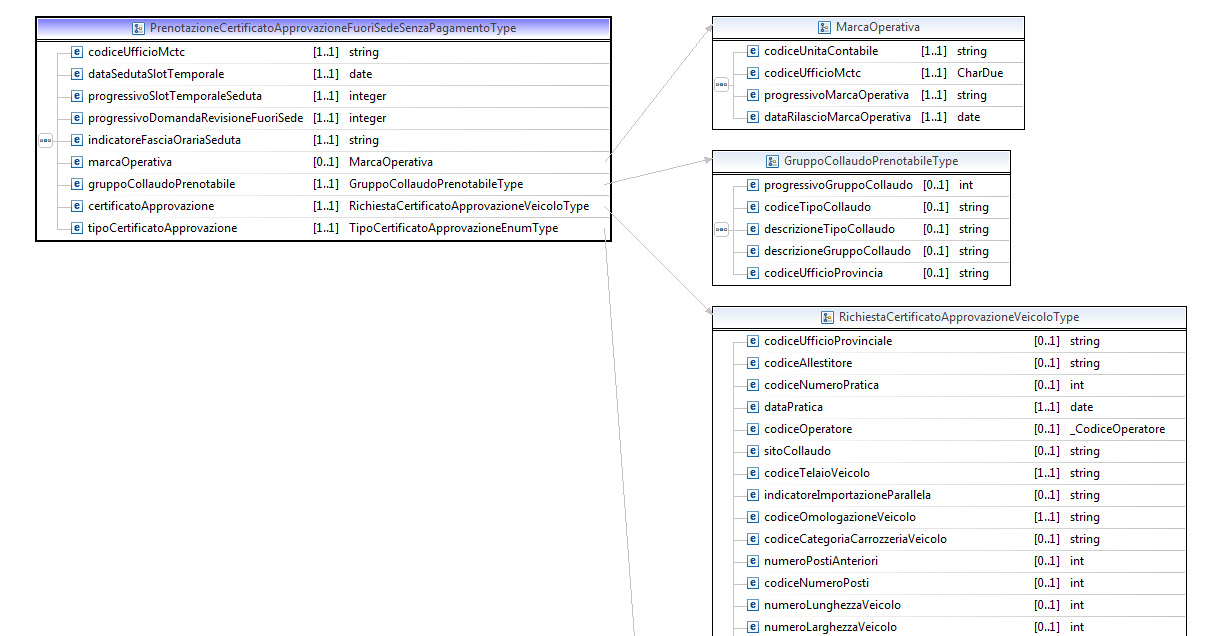 PrenotazioneCertificatoApprovazioneFuoriSedeSenzaPagamentoType
e codiceUfficioMctc [1..1] string
e dataSedutaSlotTemporale [1..1] date
e progressivoSlotTemporaleSeduta [1..1] integer
e progressivoDomandaRevisioneFuoriSede [1..1] integer
e indicatoreFasciaOrariaSeduta [1..1] string
e marcaOperativa [0..1] MarcaOperativa
e gruppoCollaudoPrenotabile [1..1] GruppoCollaudoPrenotabileType
e certificatoApprovazione [1..1] RichiestaCertificatoApprovazioneVeicoloType
e tipoCertificatoApprovazione [1..1] TipoCertificatoApprovazioneEnumType
MarcaOperativa
e codiceUnitaContabile [1..1] string
e codiceUfficioMctc [1..1] CharDue
e progressivoMarcaOperativa [1..1] string
e dataRilascioMarcaOperativa [1..1] date
GruppoCollaudoPrenotabileType
e progressivoGruppoCollaudo [0..1] int
e codiceTipoCollaudo [0..1] string
e descrizioneTipoCollaudo [0..1] string
e descrizioneGruppoCollaudo [0..1] string
e codiceUfficioProvincia [0..1] string
RichiestaCertificatoApprovazioneVeicoloType
e codiceUfficioProvinciale [0..1] string
e codiceAllestitore [0..1] string
e codiceNumeroPratica [0..1] int
e dataPratica [1..1] date
e codiceOperatore [0..1] _CodiceOperatore
e sitoCollaudo [0..1] string
e codiceTelaioVeicolo [1..1] string
e indicatoreImportazioneParallela [0..1] string
e codiceOmologazioneVeicolo [1..1] string
e codiceCategoriaCarrozzeriaVeicolo [0..1] string
e numeroPostiAnteriori [0..1] int
e codiceNumeroPosti [0..1] int
e numeroLunghezzaVeicolo [0..1] int
e numeroLarghezzaVeicolo [0..1] int